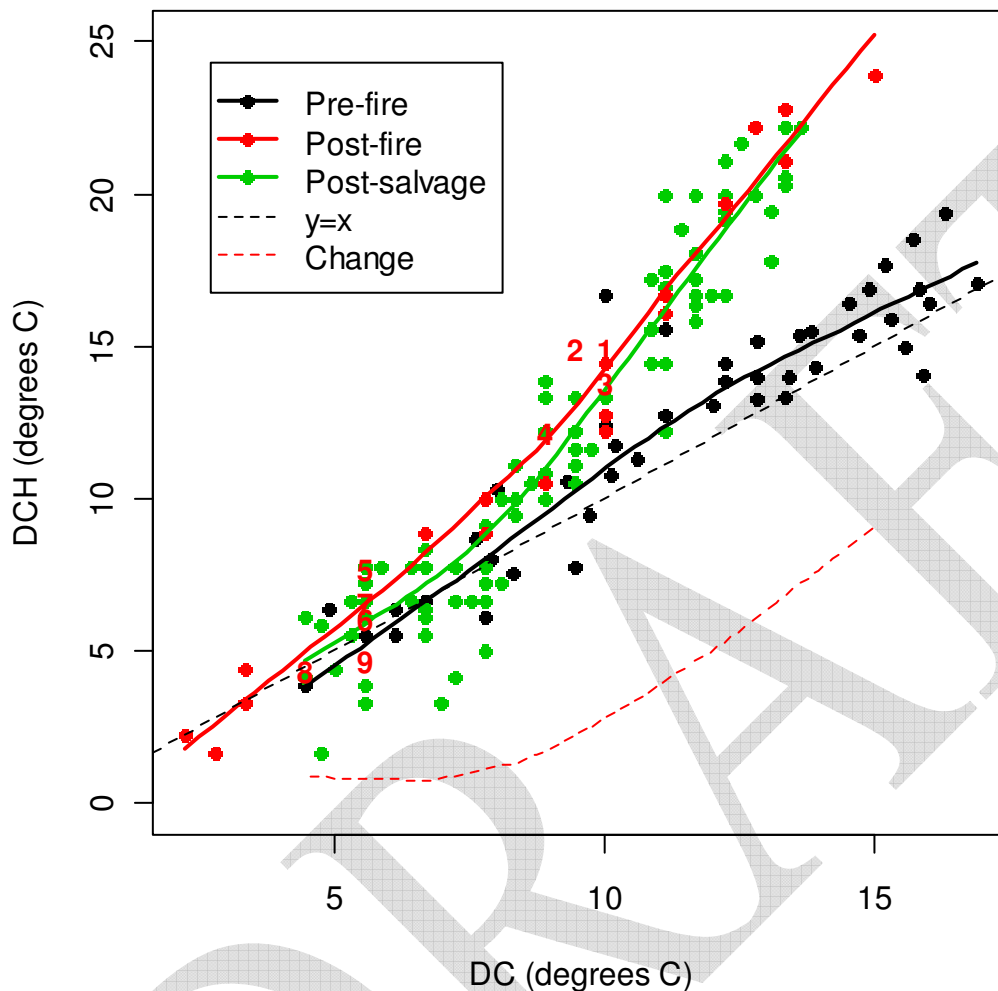 25
20
15
10
5
0
DCH (degrees C)
Pre-fire
Post-fire
Post-salvage
y=x
Change
2 1
3
4
5
7
6
9
8
5 10 15
DC (degrees C)
DRAFT